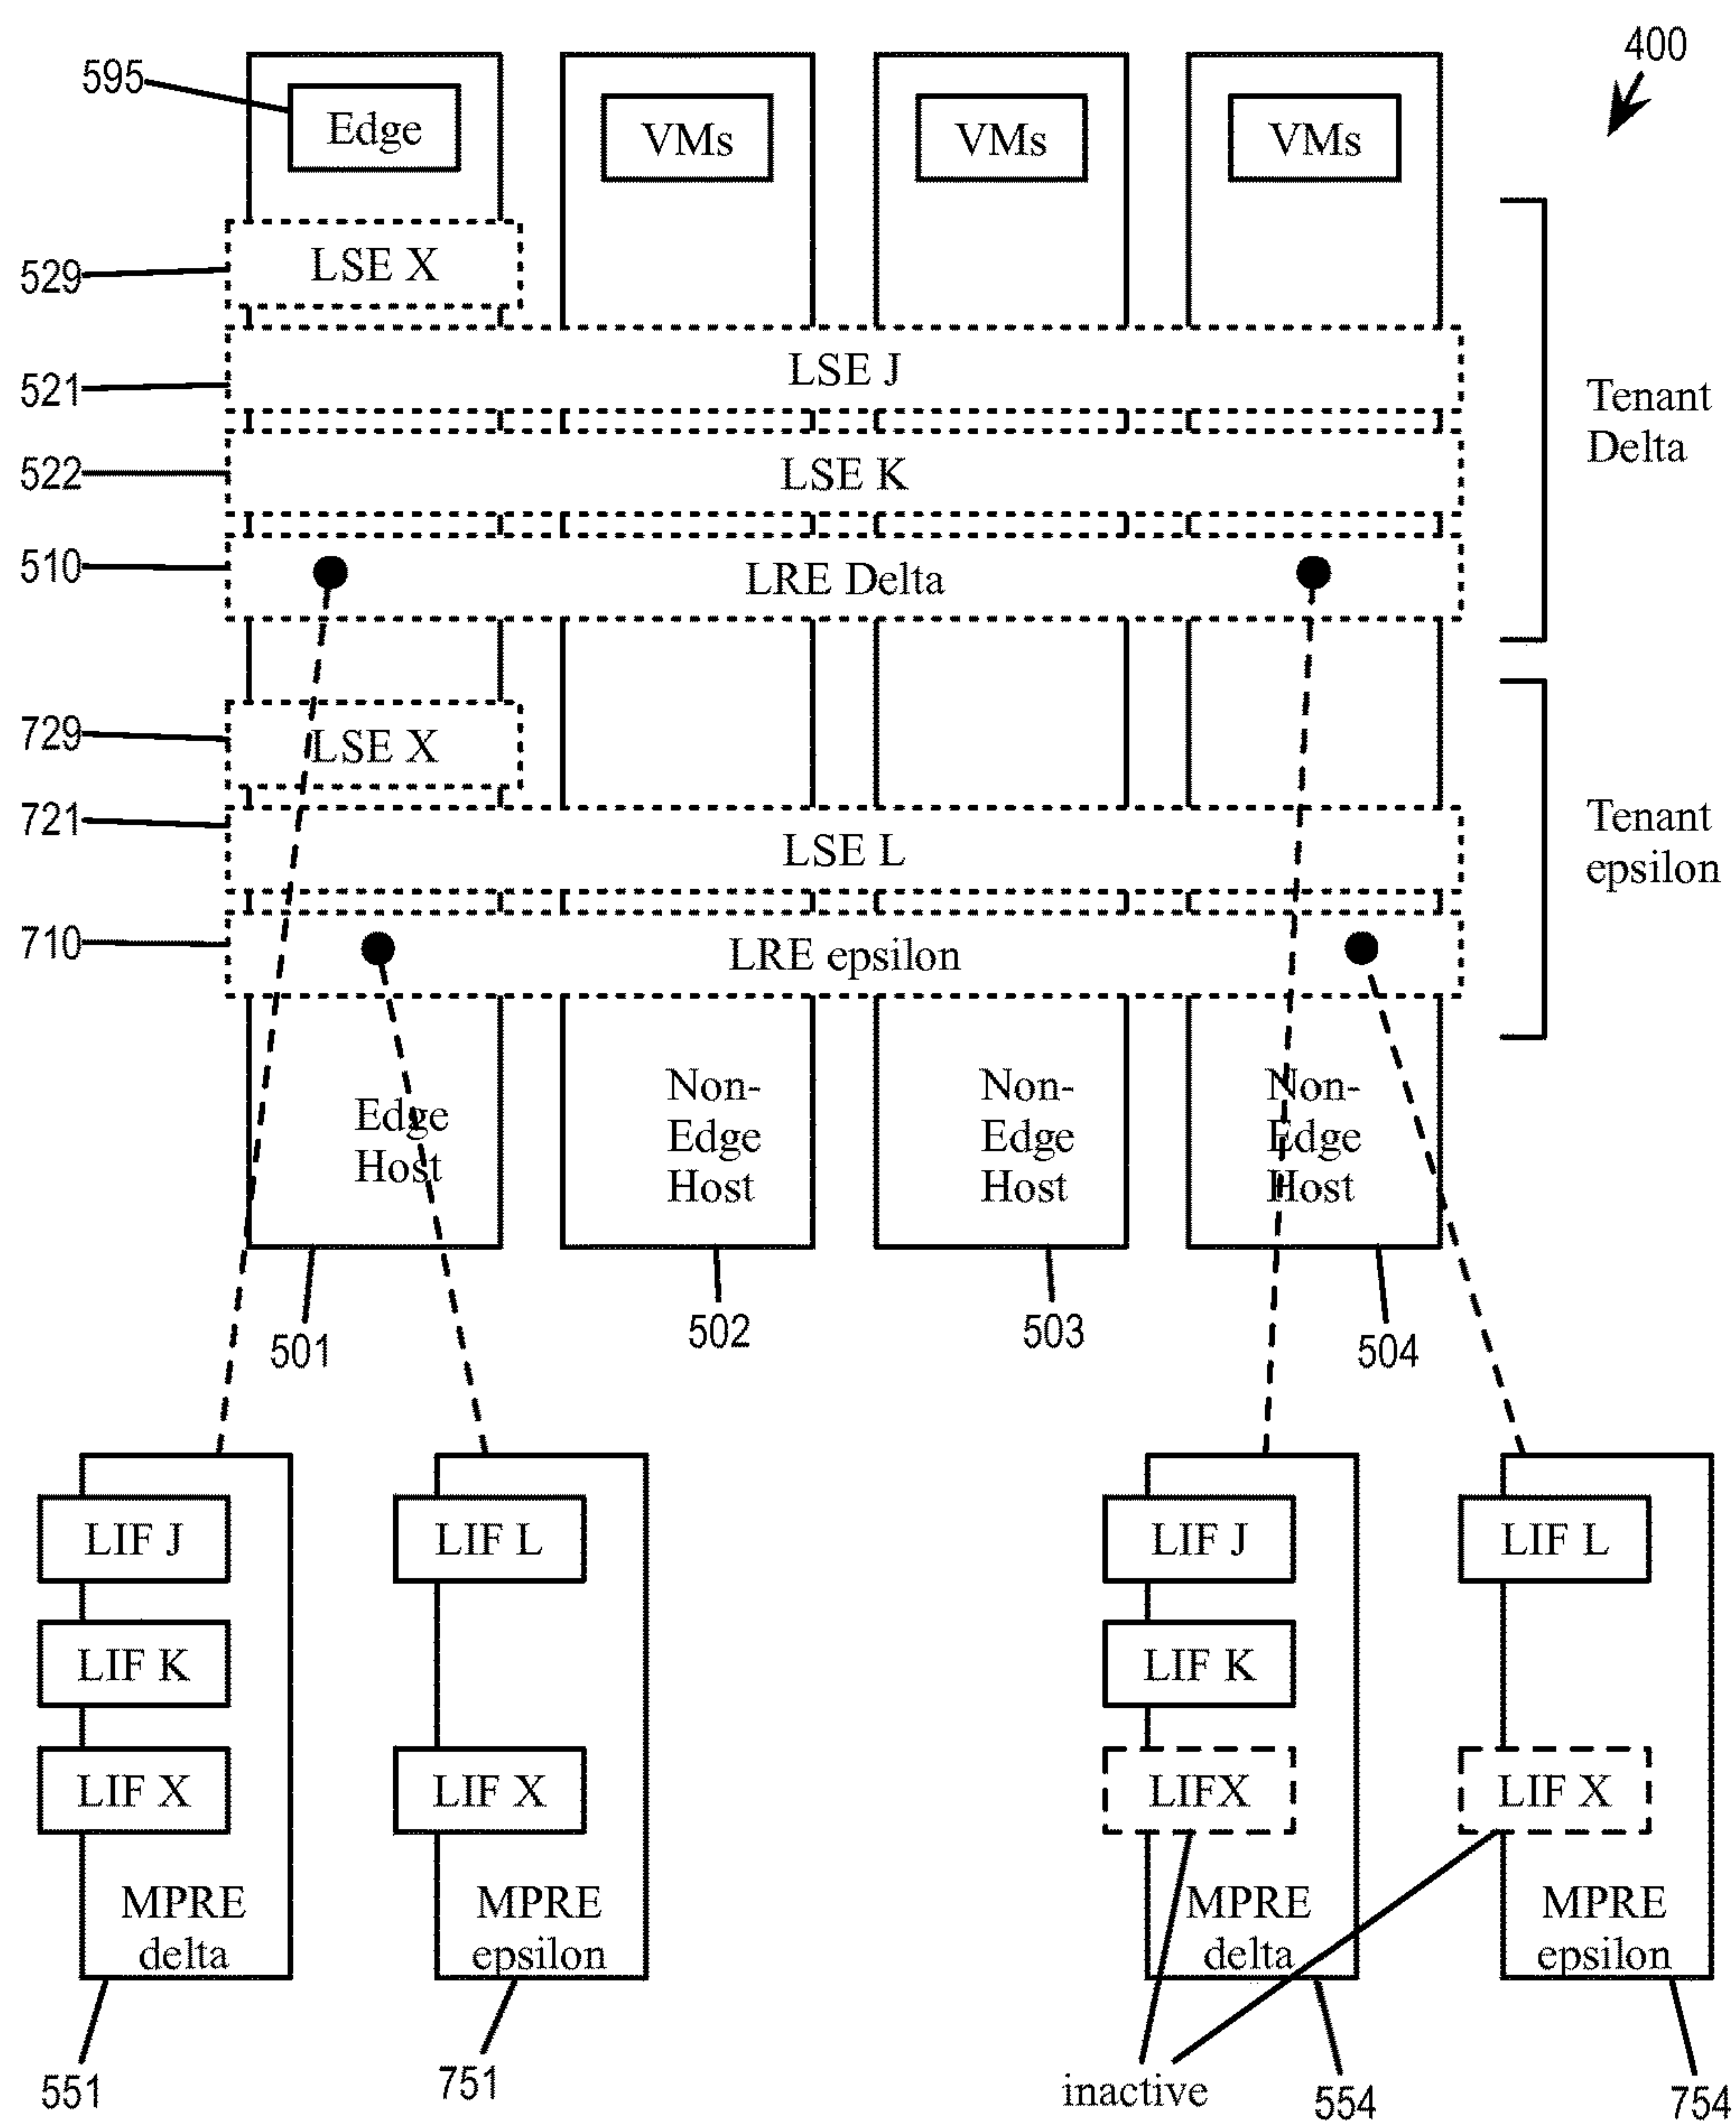 400
595
Edge
VMs
VMs
VMs
529
LSE X
521
LSE J
Tenant
Delta
522
LSE K
510
LRE Delta
729
LSE X
721
LSE L
Tenant
epsilon
710
LRE epsilon
Edge
Host
Non-
Edge
Host
Non-
Edge
Host
Non-
Edge
Host
501
502
503
504
LIF J
LIF L
LIF J
LIF L
LIF K
LIF K
LIF X
LIF X
LIFX
LIF X
MPRE
delta
MPRE
epsilon
MPRE
delta
MPRE
epsilon
551
751
inactive
554
754